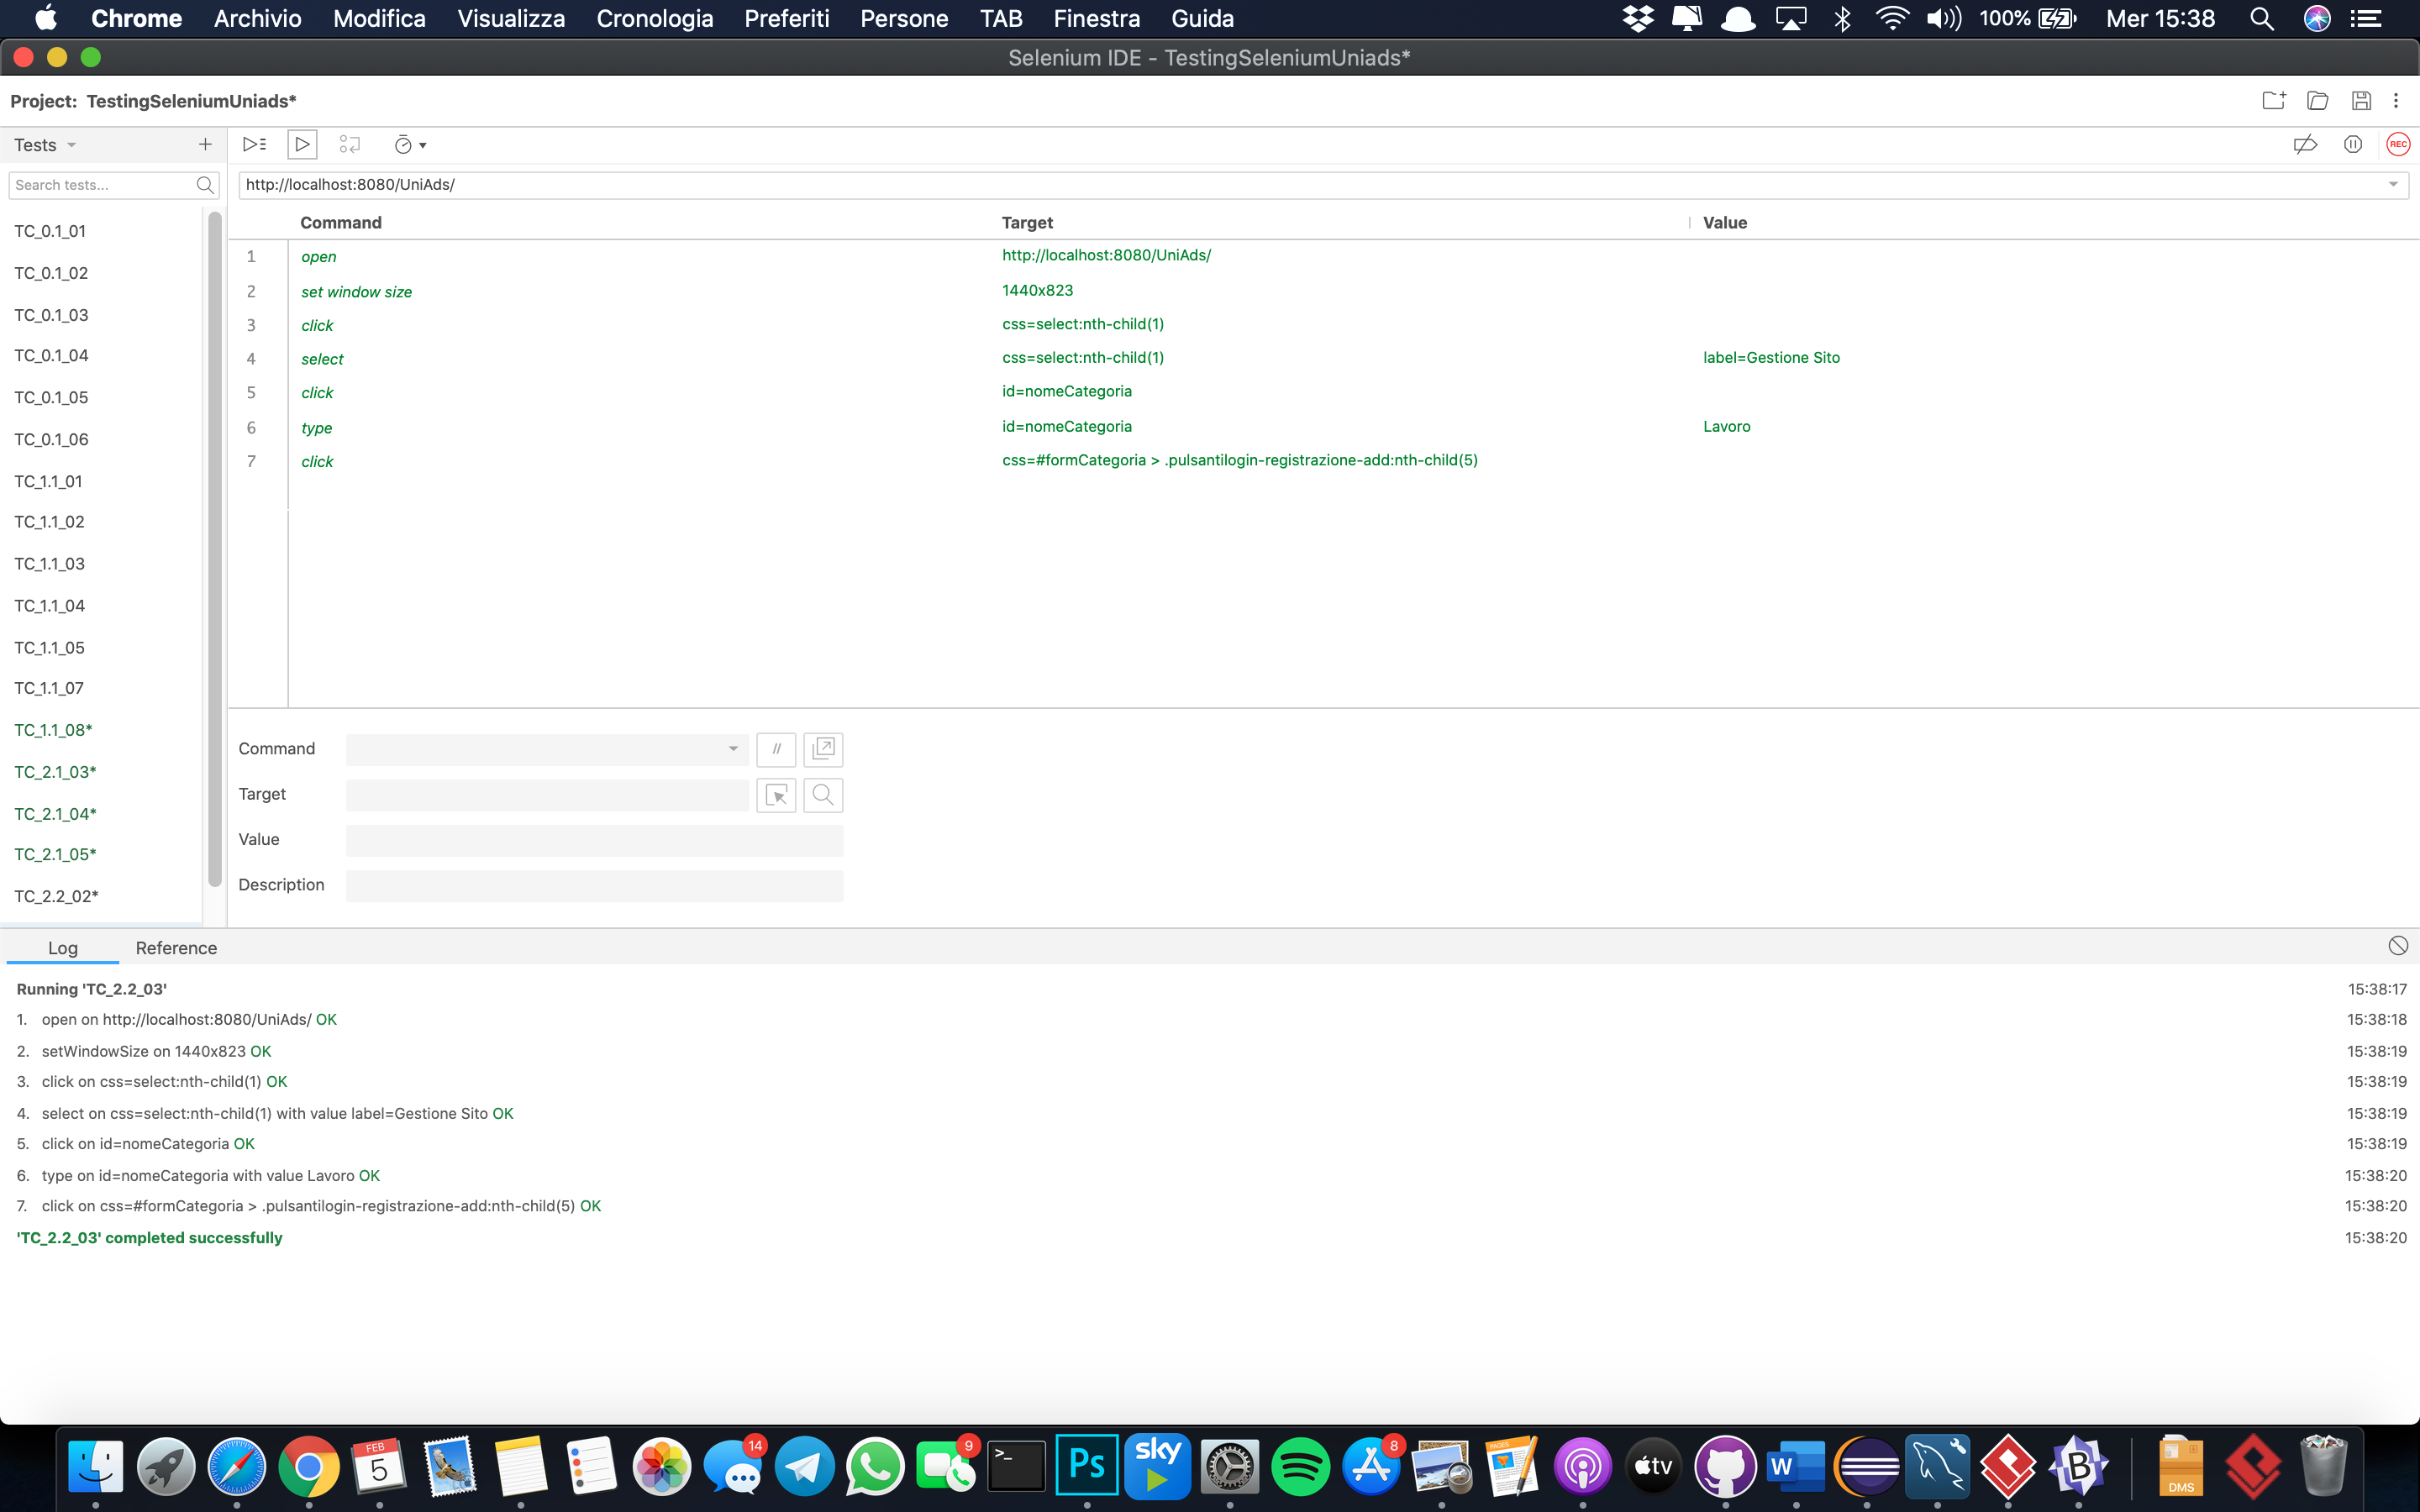 Chrome Archivio Modifica Visualizza Cronologia Preferiti Persone TAB Finestra Guida 100% Mer 15:38
Selenium IDE - TestingSeleniumUniads*
Project: TestingSeleniumUniads*
Tests
REC
Search tests...
http://localhost:8080/UniAds/
Command Target Value
1 open http://localhost:8080/UniAds/
2 set window size 1440x823
3 click css=select:nth-child(1)
4 select css=select:nth-child(1) label=Gestione Sito
5 click id=nomeCategoria
6 type id=nomeCategoria Lavoro
7 click css=#formCategoria > .pulsantilogin-registrazione-add:nth-child(5)
TC_0.1_01
TC_0.1_02
TC_0.1_03
TC_0.1_04
TC_0.1_05
TC_0.1_06
TC_1.1_01
TC_1.1_02
TC_1.1_03
TC_1.1_04
TC_1.1_05
TC_1.1_07
TC_1.1_08*
TC_2.1_03*
TC_2.1_04*
TC_2.1_05*
TC_2.2_02*
Command //
Target
Value
Description
Log Reference
Running 'TC_2.2_03' 15:38:17
1. open on http://localhost:8080/UniAds/ OK 15:38:18
2. setWindowSize on 1440x823 OK 15:38:19
3. click on css=select:nth-child(1) OK 15:38:19
4. select on css=select:nth-child(1) with value label=Gestione Sito OK 15:38:19
5. click on id=nomeCategoria OK 15:38:19
6. type on id=nomeCategoria with value Lavoro OK 15:38:20
7. click on css=#formCategoria > .pulsantilogin-registrazione-add:nth-child(5) OK 15:38:20
'TC_2.2_03' completed successfully 15:38:20
FEB 5 14 9 >_ Ps sky 8 PAGES tv W B DMS